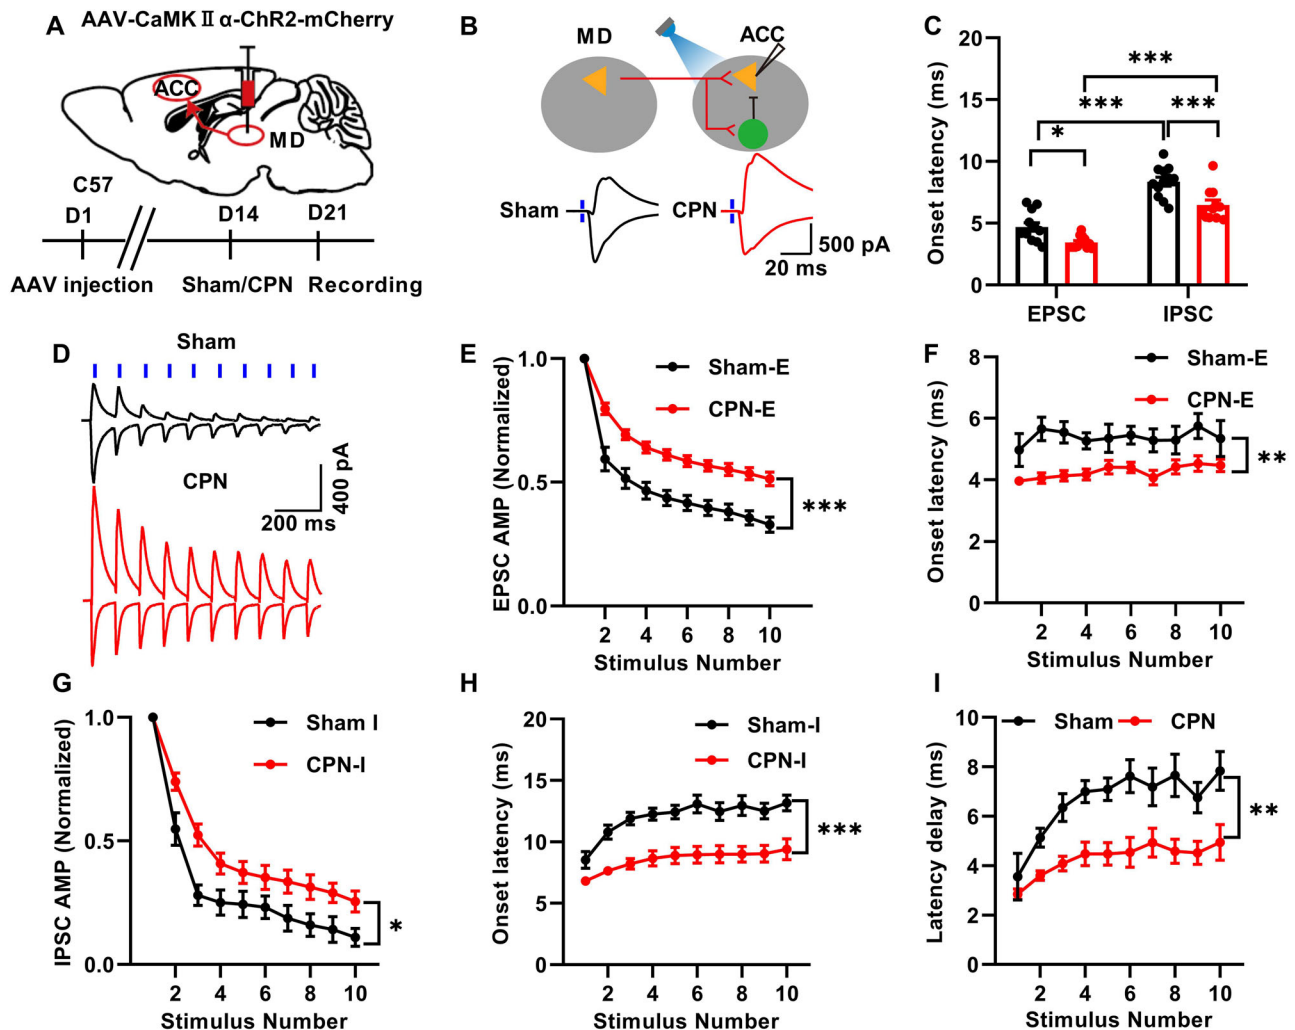 A
AAV-CaMKⅡα-ChR2-mCherry
ACC
MD
C57
D1
D14
D21
AAV injection
Sham/CPN
Recording
B
MD
ACC
Sham
CPN
500 pA
20 ms
C
Onset latency (ms)
20
15
10
5
0
***
***
***
*
EPSC
IPSC
D
Sham
CPN
400 pA
200 ms
E
EPSC AMP (Normalized)
1.0
0.5
0.0
Sham-E
CPN-E
***
2 4 6 8 10
Stimulus Number
F
Onset latency (ms)
8
6
4
2
0
Sham-E
CPN-E
**
2 4 6 8 10
Stimulus Number
G
IPSC AMP (Normalized)
1.0
0.5
0.0
Sham I
CPN-I
*
2 4 6 8 10
Stimulus Number
H
Onset latency (ms)
20
15
10
5
0
Sham-I
CPN-I
***
2 4 6 8 10
Stimulus Number
I
Latency delay (ms)
10
8
6
4
2
0
Sham
CPN
**
2 4 6 8 10
Stimulus Number